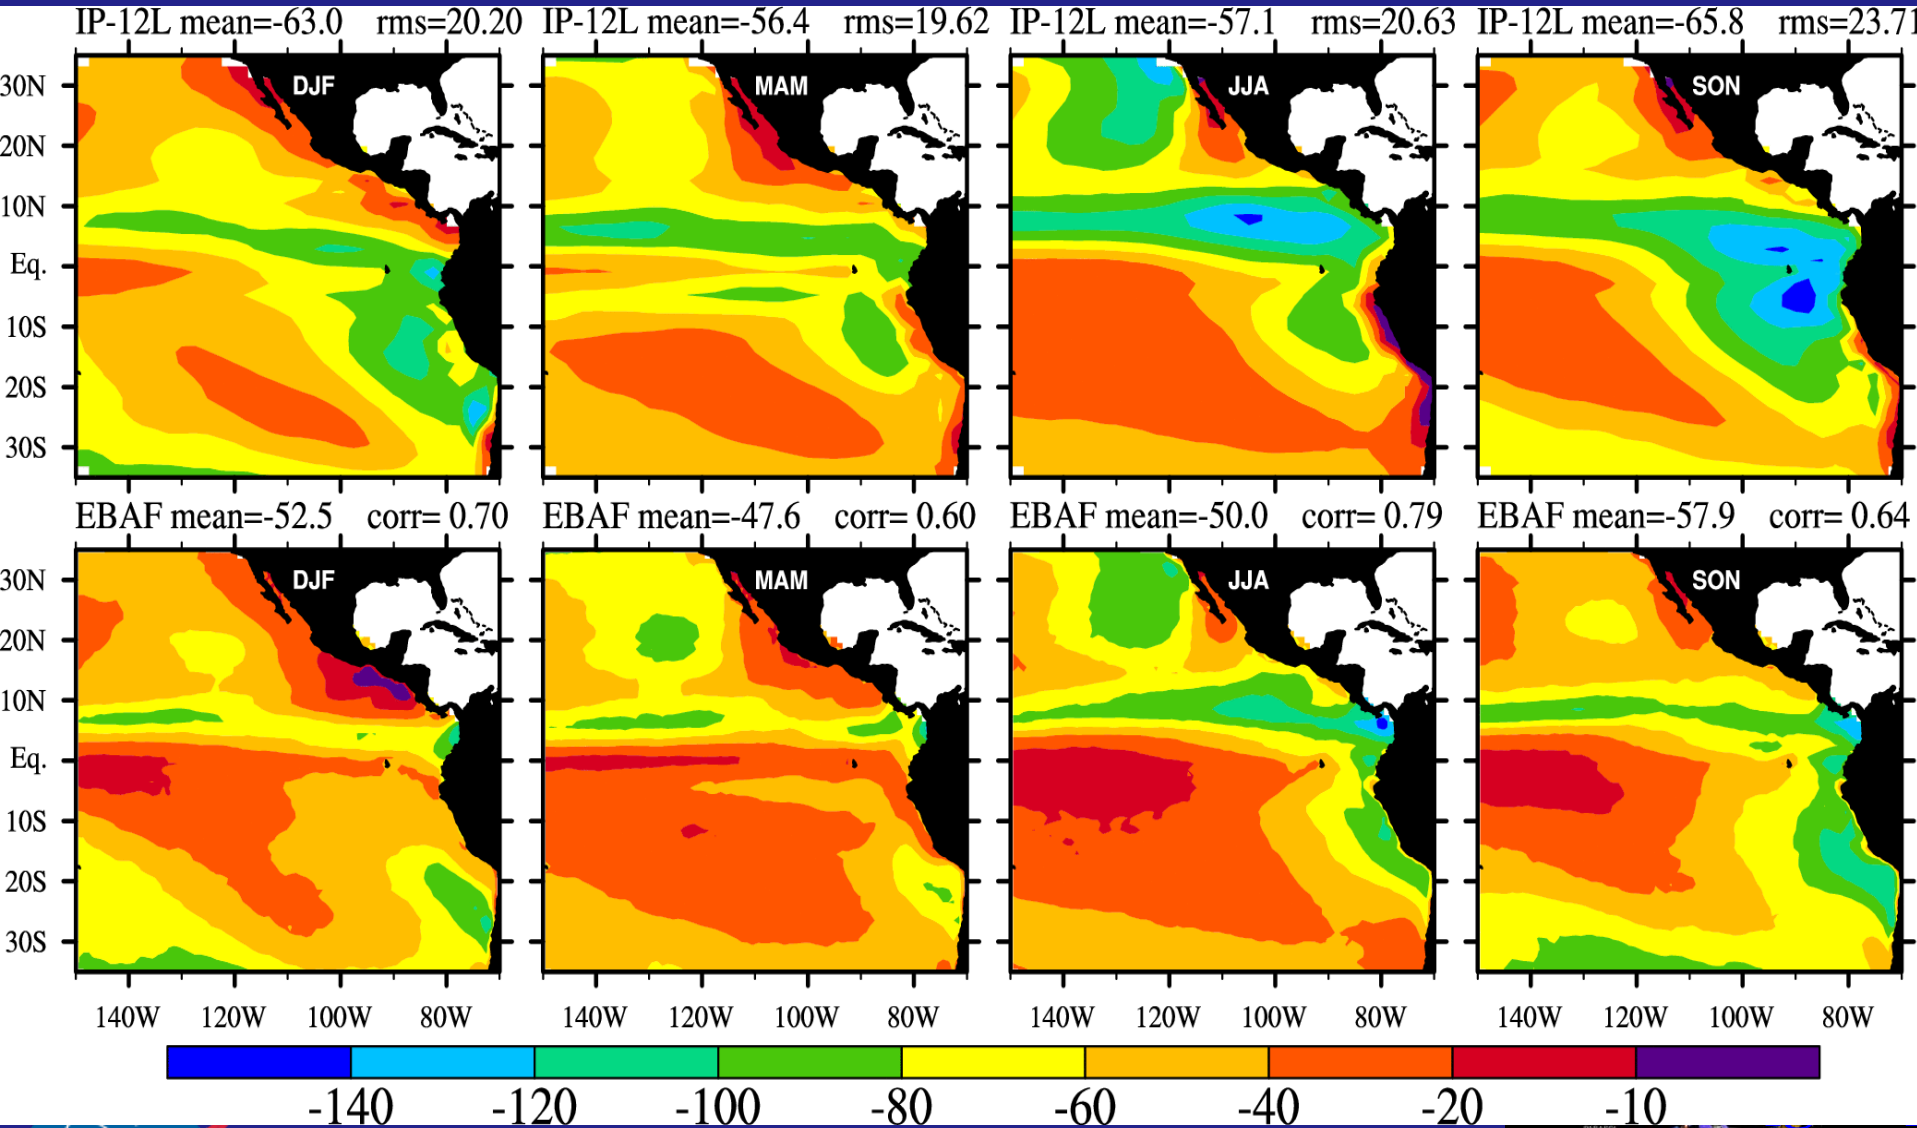 IP-12L mean=-63.0 rms=20.20 IP-12L mean=-56.4 rms=19.62 IP-12L mean=-57.1 rms=20.63 IP-12L mean=-65.8 rms=23.71
30N DJF MAM JJA SON
20N
10N
Eq.
10S
20S
30S
EBAF mean=-52.5 corr= 0.70 EBAF mean=-47.6 corr= 0.60 EBAF mean=-50.0 corr= 0.79 EBAF mean=-57.9 corr= 0.64
30N DJF MAM JJA SON
20N
10N
Eq.
10S
20S
30S
140W 120W 100W 80W 140W 120W 100W 80W 140W 120W 100W 80W 140W 120W 100W 80W
-140 -120 -100 -80 -60 -40 -20 -10